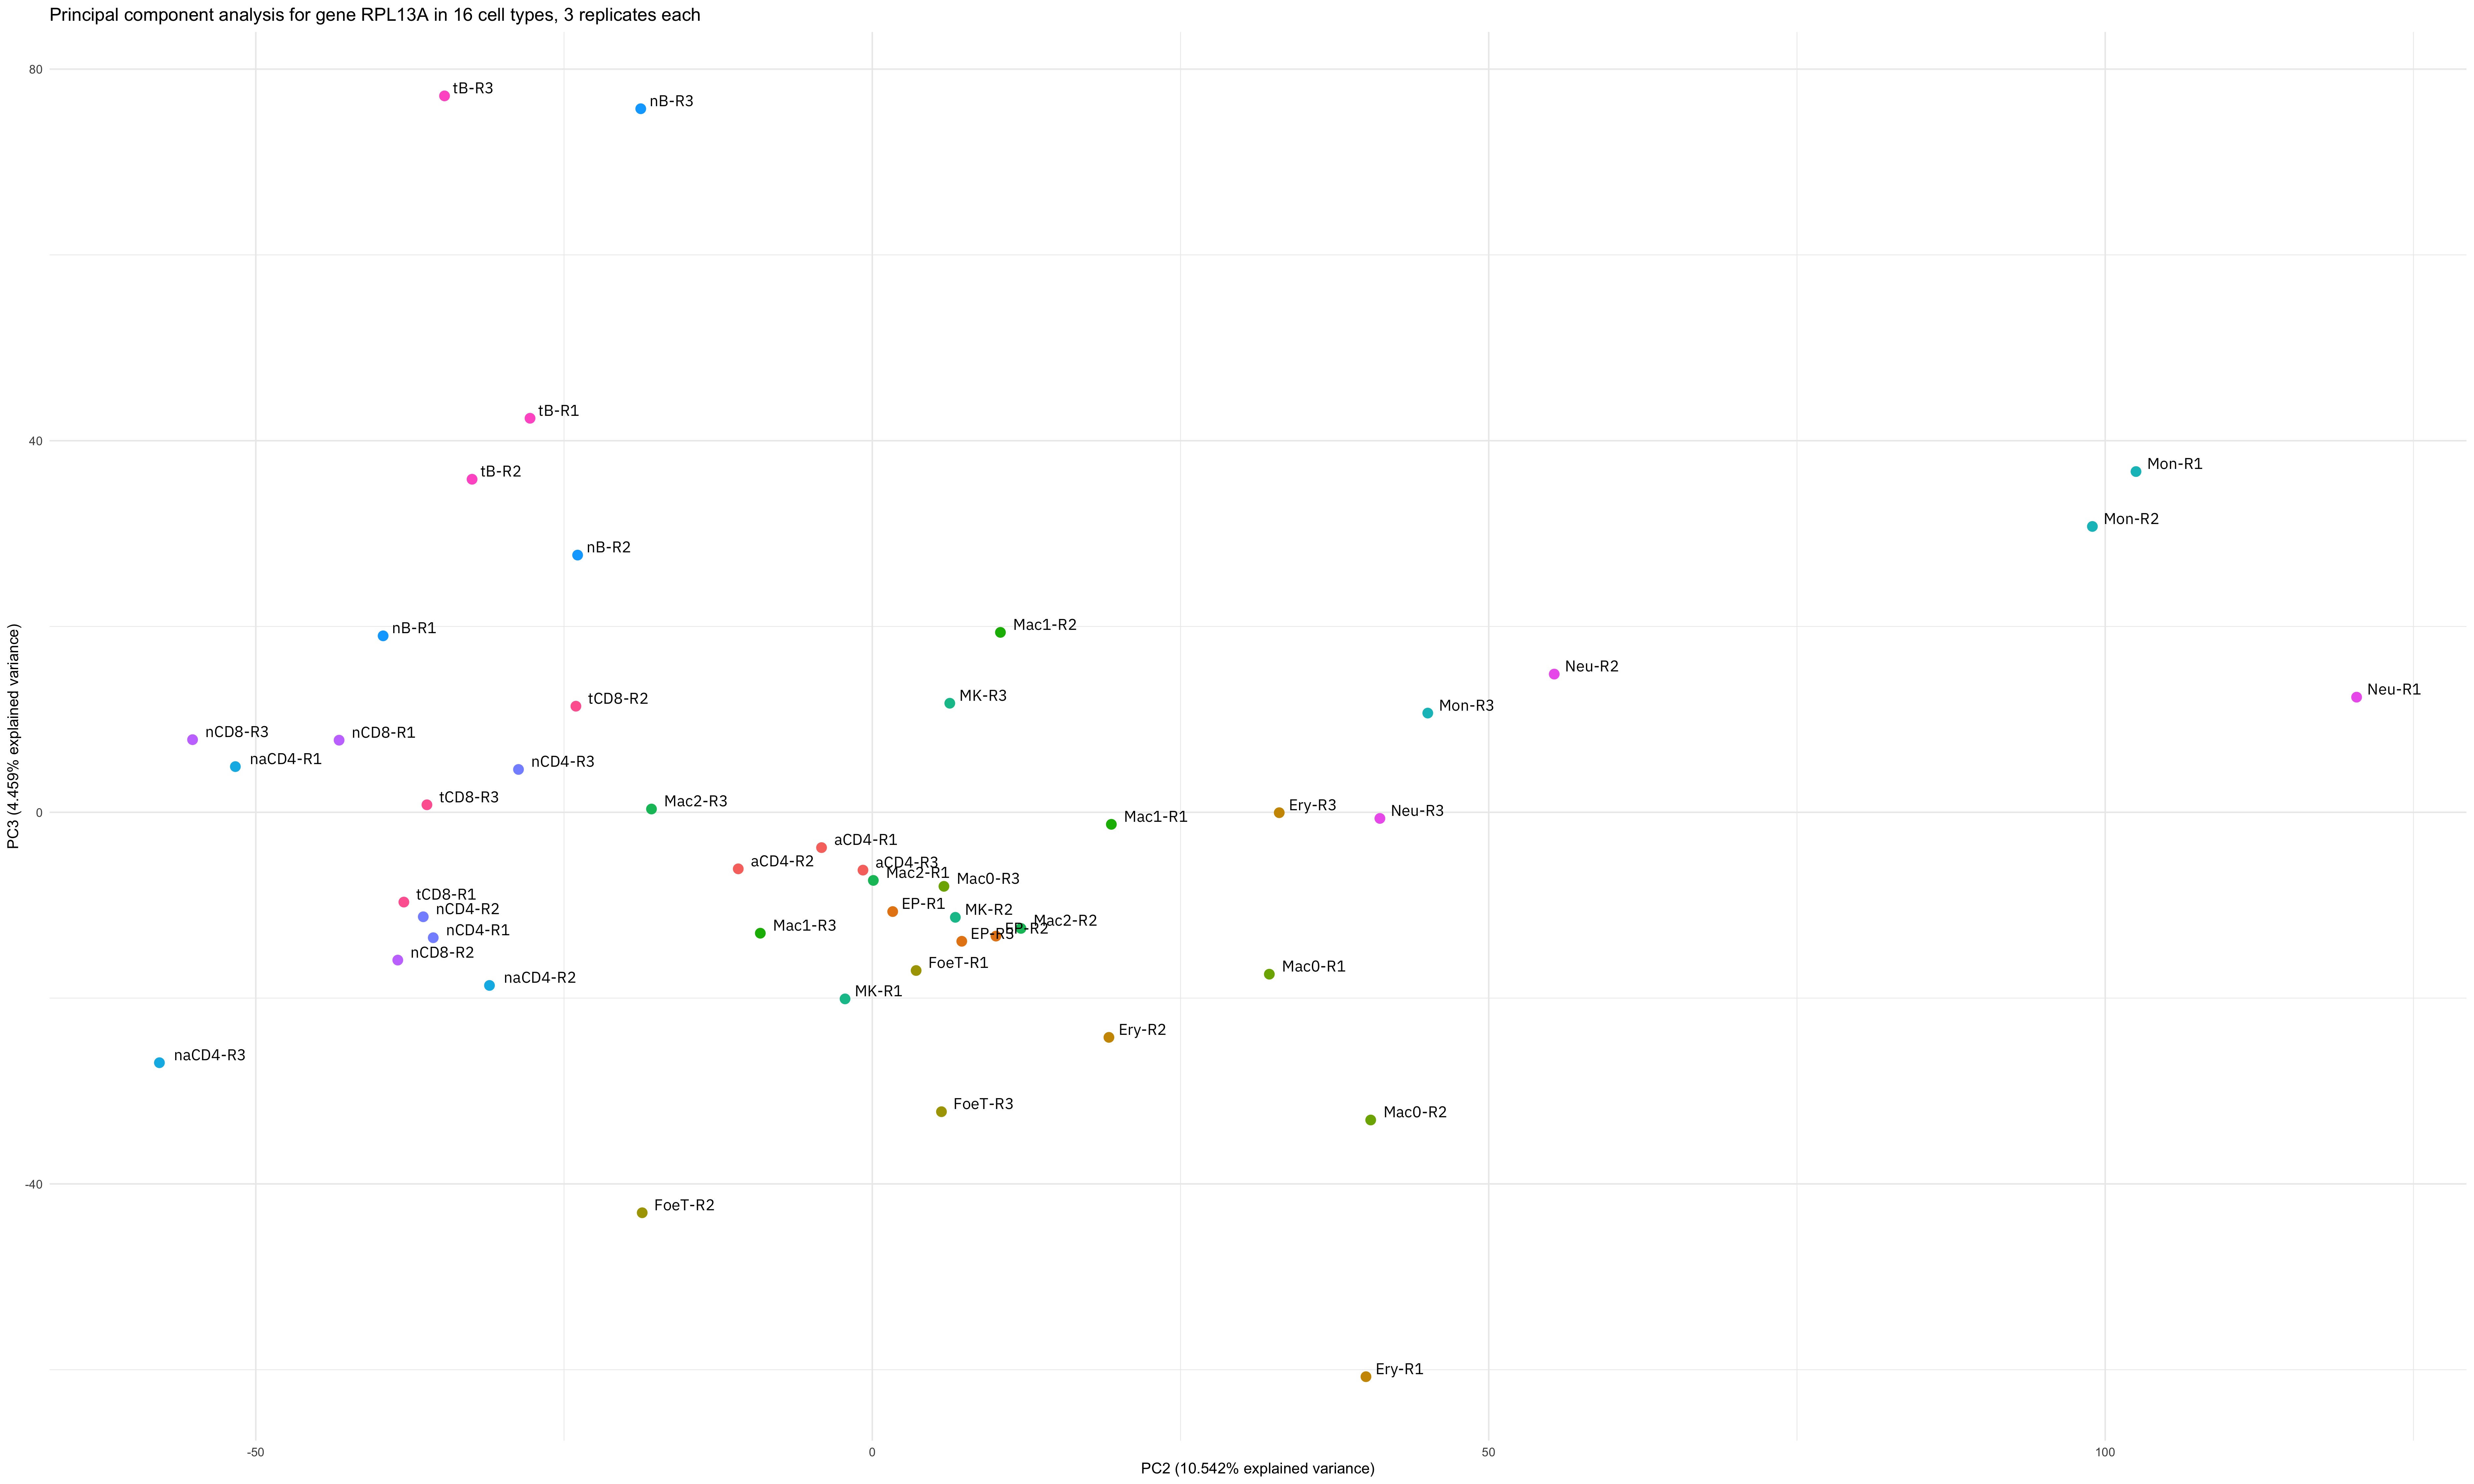 Principal component analysis for gene RPL13A in 16 cell types, 3 replicates each
80
tB-R3
nB-R3
tB-R1
40
Mon-R1
tB-R2
Mon-R2
nB-R2
nB-R1
Mac1-R2
Neu-R2
tCD8-R2
MK-R3
Neu-R1
Mon-R3
nCD8-R3
nCD8-R1
naCD4-R1
nCD4-R3
tCD8-R3
Mac2-R3
Ery-R3
0
Neu-R3
Mac1-R1
PC3 (4.459% explained variance)
aCD4-R1
aCD4-R2
aCD4-R3
Mac2-R1
Mac0-R3
tCD8-R1
EP-R1
nCD4-R2
MK-R2
Mac2-R2
Mac1-R3
EP-R2
nCD4-R1
EP-R3
nCD8-R2
FoeT-R1
Mac0-R1
naCD4-R2
MK-R1
Ery-R2
naCD4-R3
FoeT-R3
Mac0-R2
-40
FoeT-R2
Ery-R1
-50
0
50
100
PC2 (10.542% explained variance)